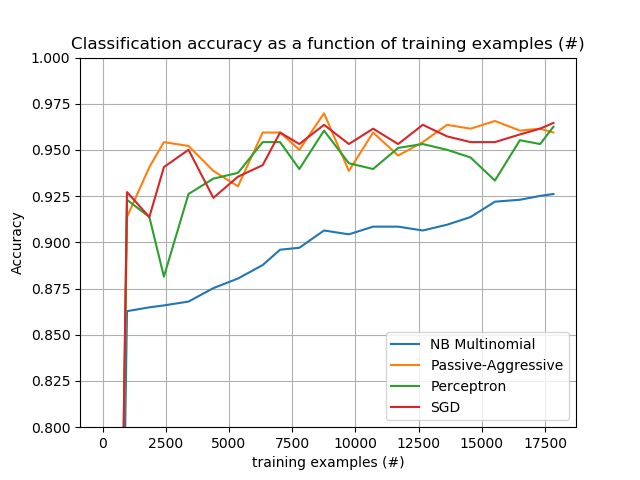 Classification accuracy as a function of training examples (#)
1.000
0.975
0.950
0.925
0.900
0.875
0.850
0.825
0.800
Accuracy
NB Multinomial
Passive-Aggressive
Perceptron
SGD
0 2500 5000 7500 10000 12500 15000 17500
training examples (#)